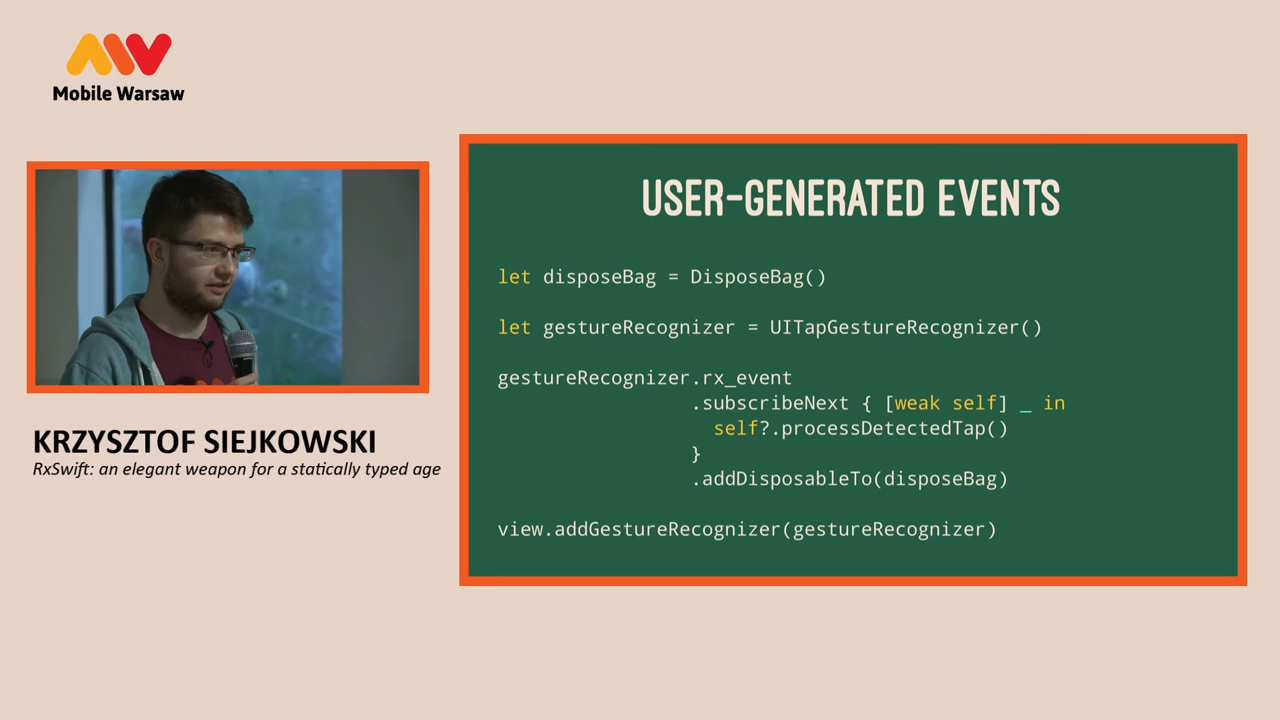 Mobile Warsaw
KRZYSZTOF SIEJKOWSKI
RxSwift: an elegant weapon for a statically typed age
USER-GENERATED EVENTS
let disposeBag = DisposeBag()
let gestureRecognizer = UITapGestureRecognizer()
gestureRecognizer.rx_event
.subscribeNext { [weak self] _ in
self?.processDetectedTap()
}
.addDisposableTo(disposeBag)
view.addGestureRecognizer(gestureRecognizer)